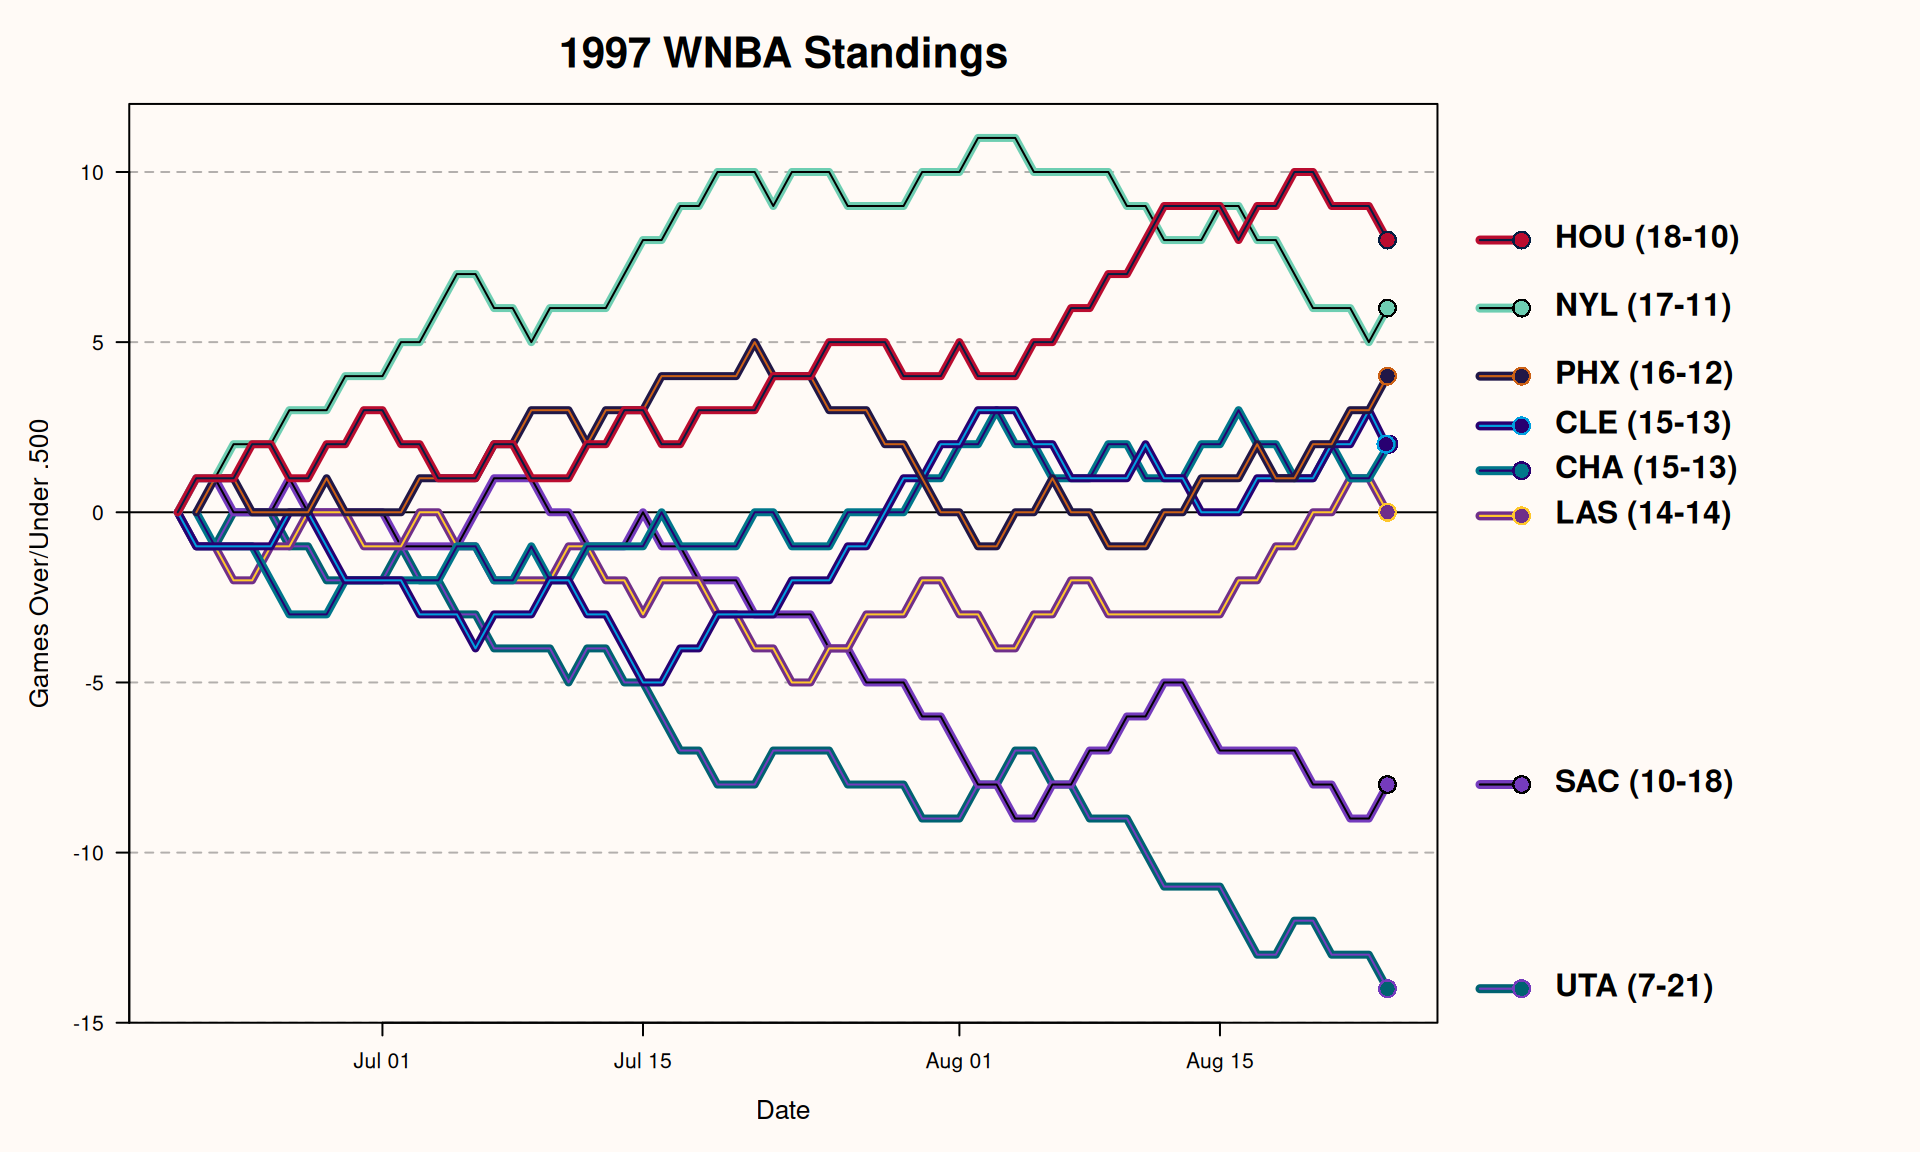 1997 WNBA Standings
Games Over/Under .500
10
5
0
-5
-10
-15
Jul 01
Jul 15
Aug 01
Aug 15
Date
HOU (18-10)
NYL (17-11)
PHX (16-12)
CLE (15-13)
CHA (15-13)
LAS (14-14)
SAC (10-18)
UTA (7-21)